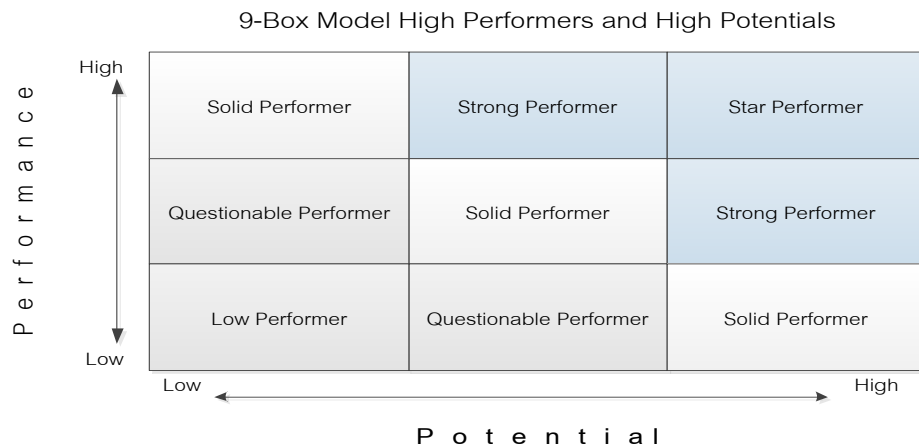 9-Box Model High Performers and High Potentials
High
Solid Performer
Strong Performer
Star Performer
Performance
Questionable Performer
Solid Performer
Strong Performer
Low Performer
Questionable Performer
Solid Performer
Low
Low
High
Potential